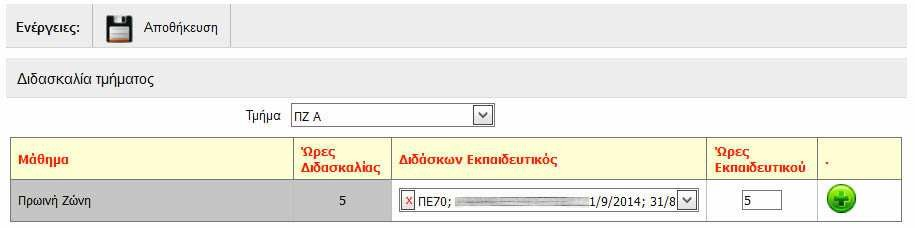 Ενέργειες: Αποθήκευση
Διδασκαλία τμήματος
Τμήμα ΠΖ Α
Μάθημα Ώρες Διδασκαλίας Διδάσκων Εκπαιδευτικός Ώρες Εκπαιδευτικού .
Πρωινή Ζώνη 5 x ΠΕ70; 1/9/2014; 31/8 5